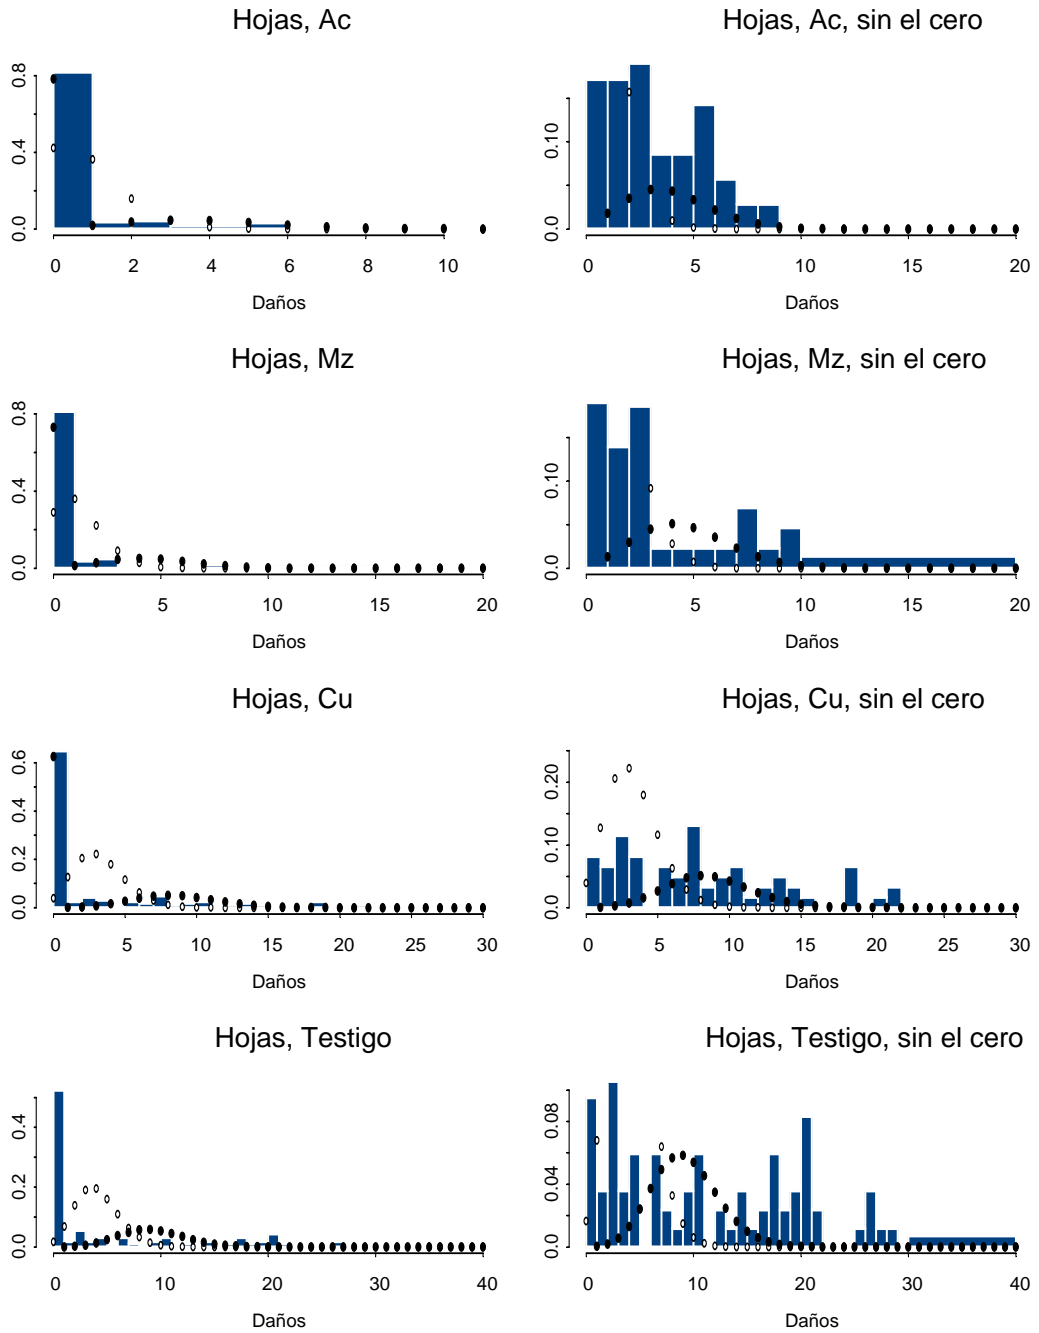 Hojas, Ac
0.0 0.4 0.8
0 2 4 6 8 10
Daños
Hojas, Ac, sin el cero
0.0 0.10
0 5 10 15 20
Daños
Hojas, Mz
0.0 0.4 0.8
0 5 10 15 20
Daños
Hojas, Mz, sin el cero
0.0 0.10
0 5 10 15 20
Daños
Hojas, Cu
0.0 0.2 0.4 0.6
0 5 10 15 20 25 30
Daños
Hojas, Cu, sin el cero
0.0 0.10 0.20
0 5 10 15 20 25 30
Daños
Hojas, Testigo
0.0 0.2 0.4
0 10 20 30 40
Daños
Hojas, Testigo, sin el cero
0.0 0.04 0.08
0 10 20 30 40
Daños